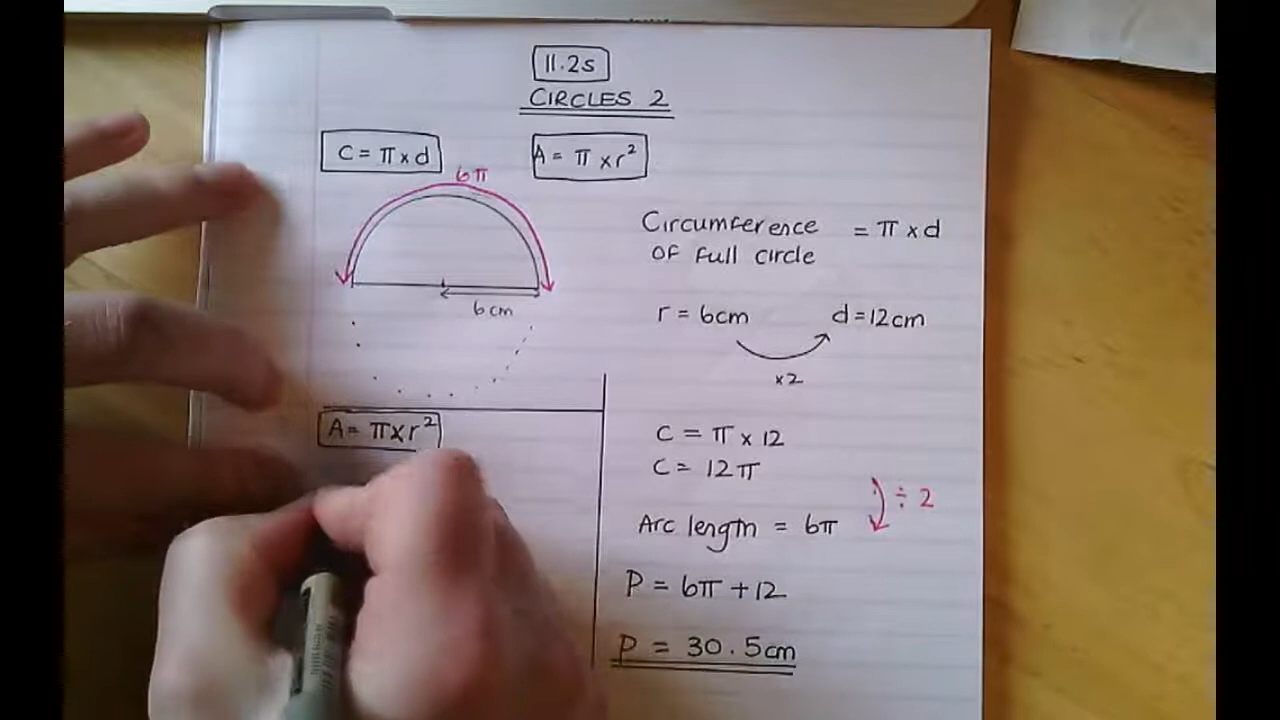 11.2s
CIRCLES 2
C = π x d
A = π x r²
6π
6cm
Circumference = π x d
of full circle
r = 6cm d = 12cm
x2
A = π x r²
C = π x 12
C = 12π
÷ 2
Arc length = 6π
P = 6π + 12
P = 30.5cm